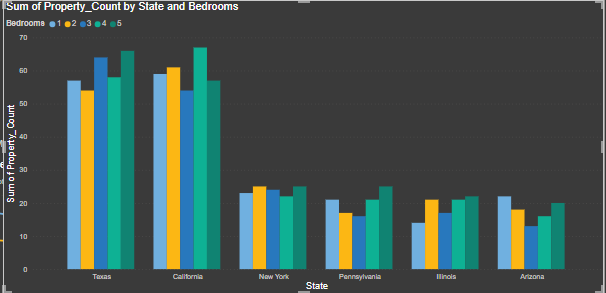 Sum of Property_Count by State and Bedrooms
Bedrooms 1 2 3 4 5
Sum of Property_Count
70
60
50
40
30
20
10
0
Texas California New York Pennsylvania Illinois Arizona
State